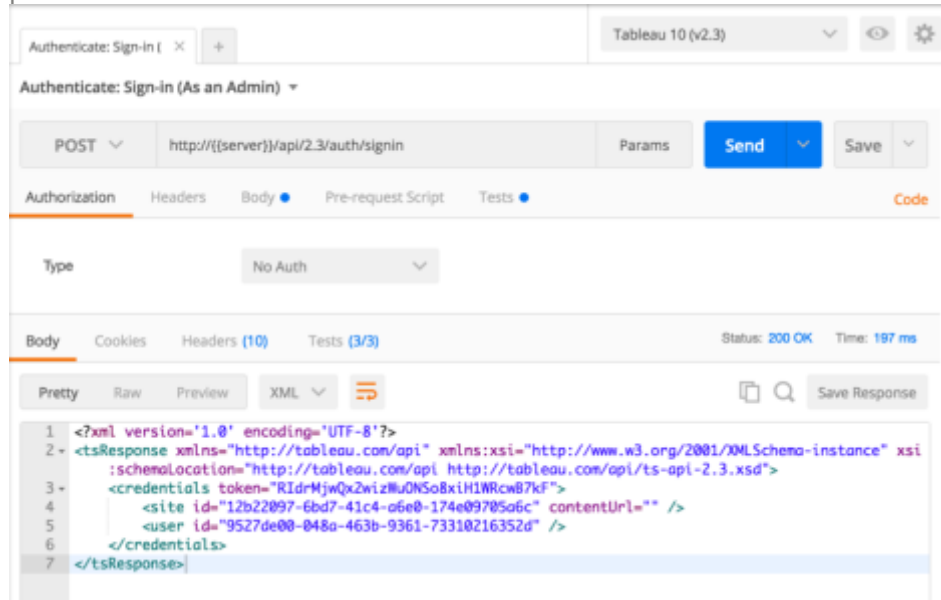 Authenticate: Sign-in ( × +
Tableau 10 (v2.3)
Authenticate: Sign-in (As an Admin)
POST http://{{server}}/api/2.3/auth/signin Params Send Save
Authorization Headers Body Pre-request Script Tests Code
Type No Auth
Body Cookies Headers (10) Tests (3/3) Status: 200 OK Time: 197 ms
Pretty Raw Preview XML Save Response
1 <?xml version='1.0' encoding='UTF-8'?>
2 <tsResponse xmlns="http://tableau.com/api" xmlns:xsi="http://www.w3.org/2001/XMLSchema-instance" xsi
:schemaLocation="http://tableau.com/api http://tableau.com/api/ts-api-2.3.xsd">
3 <credentials token="RIdrMjwQx2wizWuONSo8xiH1WRcwB7kF">
4 <site id="12b22097-6bd7-41c4-a6e0-174e09705a6c" contentUrl="" />
5 <user id="9527de00-048a-463b-9361-73310216352d" />
6 </credentials>
7 </tsResponse>